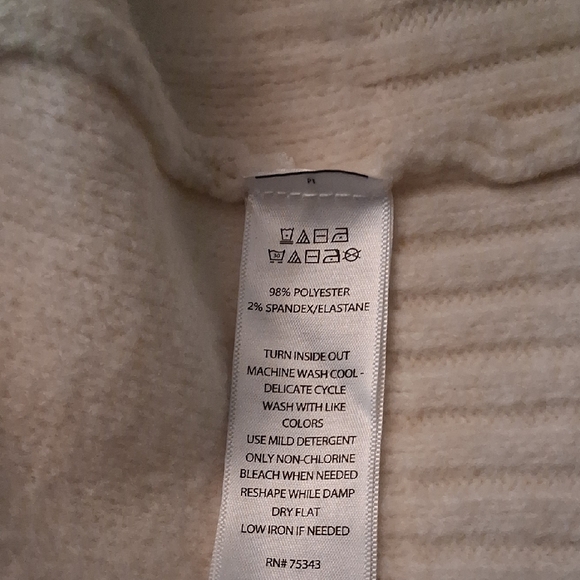 98% POLYESTER
2% SPANDEX/ELASTANE
TURN INSIDE OUT
MACHINE WASH COOL -
DELICATE CYCLE
WASH WITH LIKE
COLORS
USE MILD DETERGENT
ONLY NON-CHLORINE
BLEACH WHEN NEEDED
RESHAPE WHILE DAMP
DRY FLAT
LOW IRON IF NEEDED
RN# 75343